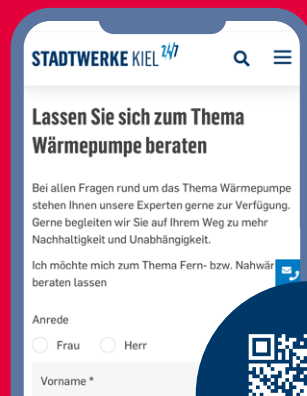 STADTWERKE KIEL 24/7
Lassen Sie sich zum Thema
Wärmepumpe beraten
Bei allen Fragen rund um das Thema Wärmepumpe
stehen Ihnen unsere Experten gerne zur Verfügung.
Gerne begleiten wir Sie auf Ihrem Weg zu mehr
Nachhaltigkeit und Unabhängigkeit.
Ich möchte mich zum Thema Fern- bzw. Nahwär
beraten lassen
Anrede
Frau Herr
Vorname *